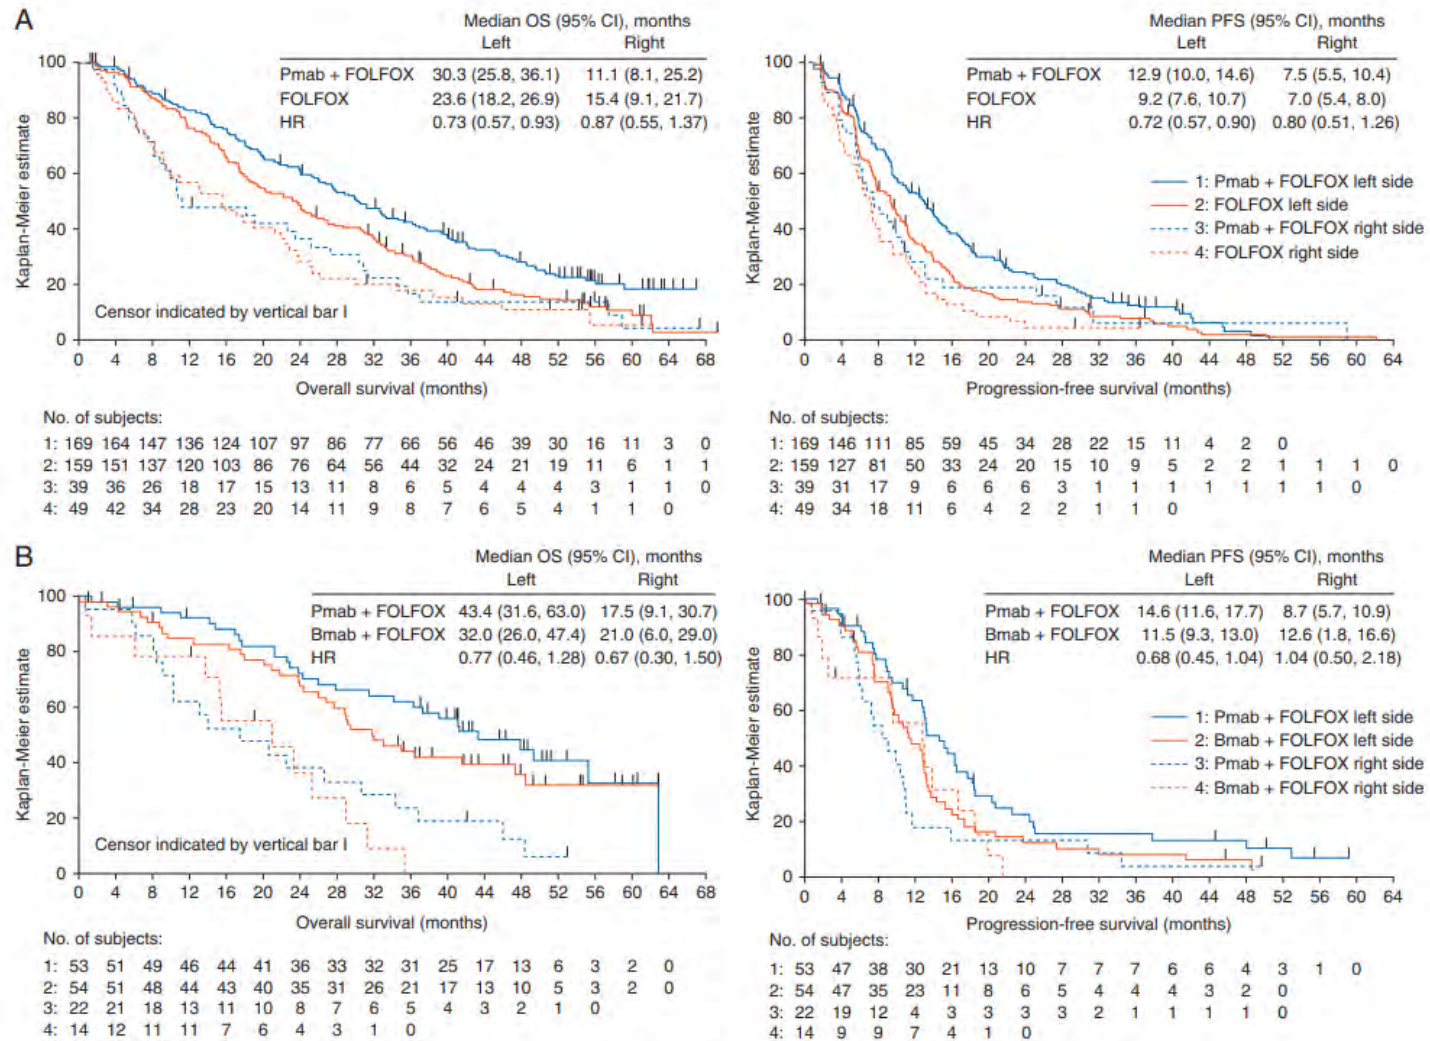 A
Median OS (95% CI), months
Left Right
Pmab + FOLFOX 30.3 (25.8, 36.1) 11.1 (8.1, 25.2)
FOLFOX 23.6 (18.2, 26.9) 15.4 (9.1, 21.7)
HR 0.73 (0.57, 0.93) 0.87 (0.55, 1.37)
Kaplan-Meier estimate
100
80
60
40
20
0
Censor indicated by vertical bar I
0 4 8 12 16 20 24 28 32 36 40 44 48 52 56 60 64 68
Overall survival (months)
No. of subjects:
1: 169 164 147 136 124 107 97 86 77 66 56 46 39 30 16 11 3 0
2: 159 151 137 120 103 86 76 64 56 44 32 24 21 19 11 6 1 1
3: 39 36 26 18 17 15 13 11 8 6 5 4 4 4 3 1 1 0
4: 49 42 34 28 23 20 14 11 9 8 7 6 5 4 1 1 0
Median PFS (95% CI), months
Left Right
Pmab + FOLFOX 12.9 (10.0, 14.6) 7.5 (5.5, 10.4)
FOLFOX 9.2 (7.6, 10.7) 7.0 (5.4, 8.0)
HR 0.72 (0.57, 0.90) 0.80 (0.51, 1.26)
1: Pmab + FOLFOX left side
2: FOLFOX left side
3: Pmab + FOLFOX right side
4: FOLFOX right side
Kaplan-Meier estimate
100
80
60
40
20
0
0 4 8 12 16 20 24 28 32 36 40 44 48 52 56 60 64
Progression-free survival (months)
No. of subjects:
1: 169 146 111 85 59 45 34 28 22 15 11 4 2 0
2: 159 127 81 50 33 24 20 15 10 9 5 2 2 1 1 1 0
3: 39 31 17 9 6 6 6 3 1 1 1 1 1 1 1 0
4: 49 34 18 11 6 4 2 2 1 1 0
B
Median OS (95% CI), months
Left Right
Pmab + FOLFOX 43.4 (31.6, 63.0) 17.5 (9.1, 30.7)
Bmab + FOLFOX 32.0 (26.0, 47.4) 21.0 (6.0, 29.0)
HR 0.77 (0.46, 1.28) 0.67 (0.30, 1.50)
Kaplan-Meier estimate
100
80
60
40
20
0
Censor indicated by vertical bar I
0 4 8 12 16 20 24 28 32 36 40 44 48 52 56 60 64 68
Overall survival (months)
No. of subjects:
1: 53 51 49 46 44 41 36 33 32 31 25 17 13 6 3 2 0
2: 54 51 48 44 43 40 35 31 26 21 17 13 10 5 3 2 0
3: 22 21 18 13 11 10 8 7 6 5 4 3 2 1 0
4: 14 12 11 11 7 6 4 3 1 0
Median PFS (95% CI), months
Left Right
Pmab + FOLFOX 14.6 (11.6, 17.7) 8.7 (5.7, 10.9)
Bmab + FOLFOX 11.5 (9.3, 13.0) 12.6 (1.8, 16.6)
HR 0.68 (0.45, 1.04) 1.04 (0.50, 2.18)
1: Pmab + FOLFOX left side
2: Bmab + FOLFOX left side
3: Pmab + FOLFOX right side
4: Bmab + FOLFOX right side
Kaplan-Meier estimate
100
80
60
40
20
0
0 4 8 12 16 20 24 28 32 36 40 44 48 52 56 60 64
Progression-free survival (months)
No. of subjects:
1: 53 47 38 30 21 13 10 7 7 7 6 6 4 3 1 0
2: 54 47 35 23 11 8 6 5 4 4 4 3 2 0
3: 22 19 12 4 3 3 3 3 2 1 1 1 1 0
4: 14 9 9 7 4 1 0